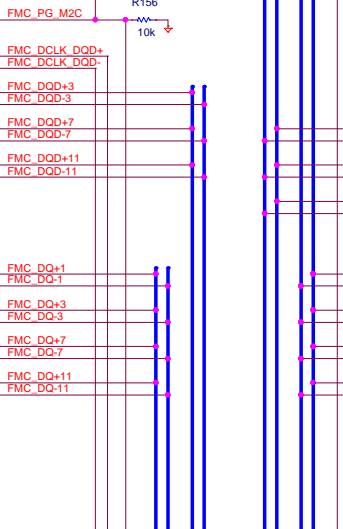 R156
FMC_PG_M2C
10k
FMC_DCLK_DQD+
FMC_DCLK_DQD-
FMC_DQD+3
FMC_DQD-3
FMC_DQD+7
FMC_DQD-7
FMC_DQD+11
FMC_DQD-11
FMC_DQ+1
FMC_DQ-1
FMC_DQ+3
FMC_DQ-3
FMC_DQ+7
FMC_DQ-7
FMC_DQ+11
FMC_DQ-11